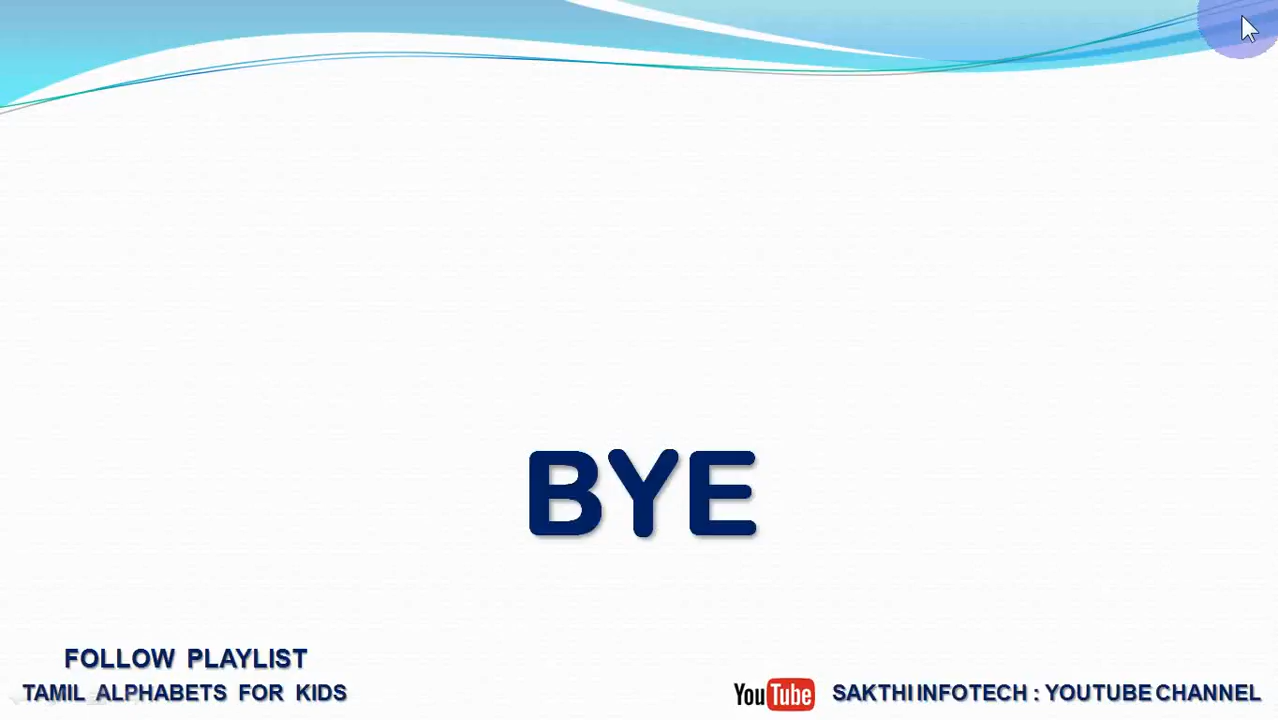 BYE
FOLLOW PLAYLIST
TAMIL ALPHABETS FOR KIDS
YouTube SAKTHI INFOTECH : YOUTUBE CHANNEL